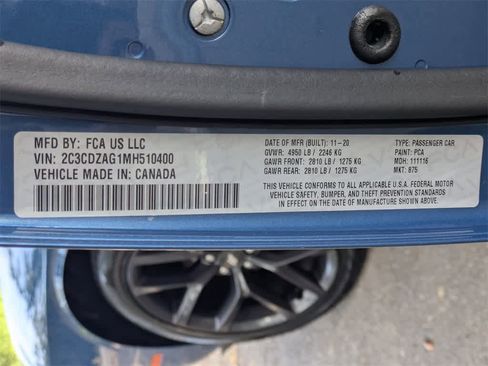 MFD BY: FCA US LLC
VIN: 2C3CDZAG1MH510400
VEHICLE MADE IN: CANADA
DATE OF MFR (BUILT): 11-20
GVWR: 4950 LB / 2246 KG
GAWR FRONT: 2810 LB / 1275 KG
GAWR REAR: 2810 LB / 1275 KG
TYPE: PASSENGER CAR
PAINT: PCA
MDH: 111116
MKT: 875
THIS VEHICLE CONFORMS TO ALL APPLICABLE U.S.A. FEDERAL MOTOR
VEHICLE SAFETY, BUMPER, AND THEFT PREVENTION STANDARDS
IN EFFECT ON THE DATE OF MANUFACTURE SHOWN ABOVE.